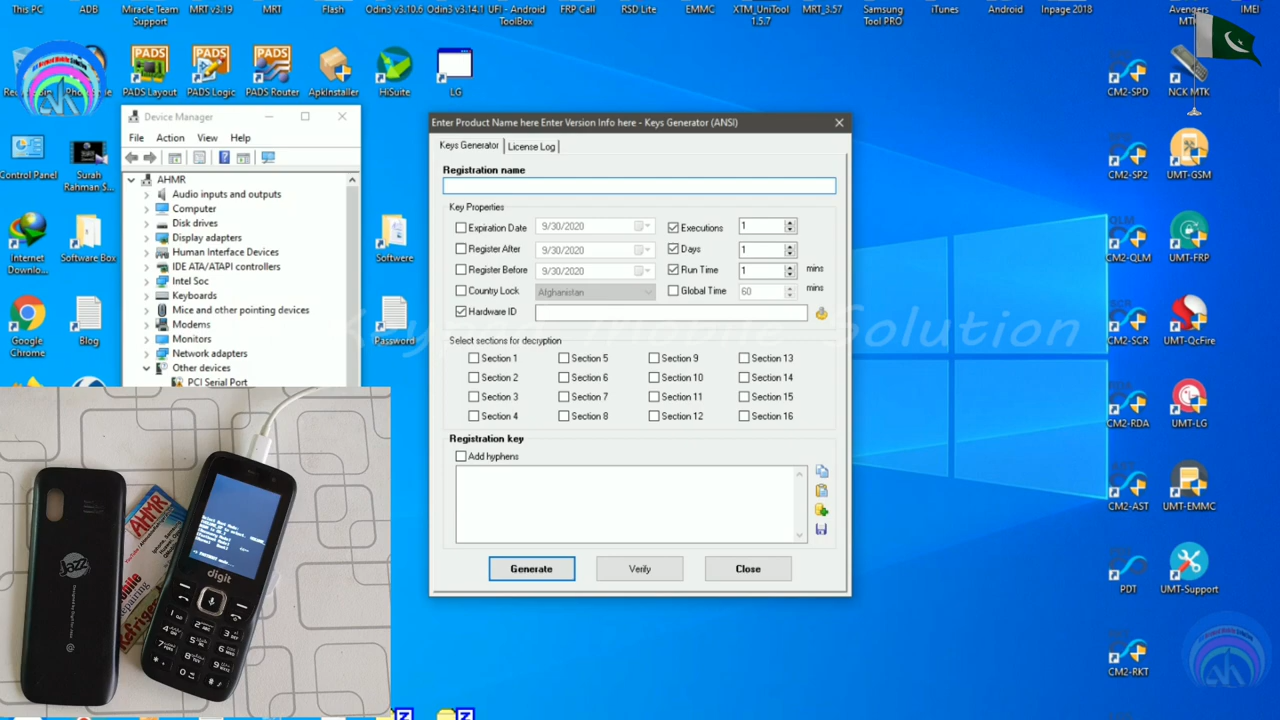 This PC
ADB
Miracle Team Support
MRT v3.19
MRT
Flash
Odin3 v3.10.6
Odin3 v3.14.1
UFI - Android ToolBox
FRP Call
RSD Lite
EMMC
XTM_UniTool 1.5.7
MRT_3.57
Samsung Tool PRO
iTunes
Android
Inpage 2018
Avengers
IMEI
PADS Layout
PADS Logic
PADS Router
ApkInstaller
HiSuite
LG
CM2-SPD
NCK MTK
Control Panel
Surah Rahman S...
CM2-SP2
UMT-GSM
Internet Downlo...
Software Box
Softwere
CM2-QLM
UMT-FRP
Google Chrome
Blog
Password
CM2-SCR
UMT-QcFire
CM2-RDA
UMT-LG
CM2-AST
UMT-EMMC
PDT
UMT-Support
CM2-RKT
Device Manager
File Action View Help
AHMR
Audio inputs and outputs
Computer
Disk drives
Display adapters
Human Interface Devices
IDE ATA/ATAPI controllers
Intel Soc
Keyboards
Mice and other pointing devices
Modems
Monitors
Network adapters
Other devices
PCI Serial Port
Enter Product Name here Enter Version Info here - Keys Generator (ANSI)
Keys Generator License Log
Registration name
Key Properties
Expiration Date 9/30/2020 Executions 1
Register After 9/30/2020 Days 1
Register Before 9/30/2020 Run Time 1 mins
Country Lock Afghanistan Global Time 60 mins
Hardware ID
Select sections for decryption
Section 1 Section 5 Section 9 Section 13
Section 2 Section 6 Section 10 Section 14
Section 3 Section 7 Section 11 Section 15
Section 4 Section 8 Section 12 Section 16
Registration key
Add hyphens
Generate Verify Close
Solution
Jazz
AHMR
digit